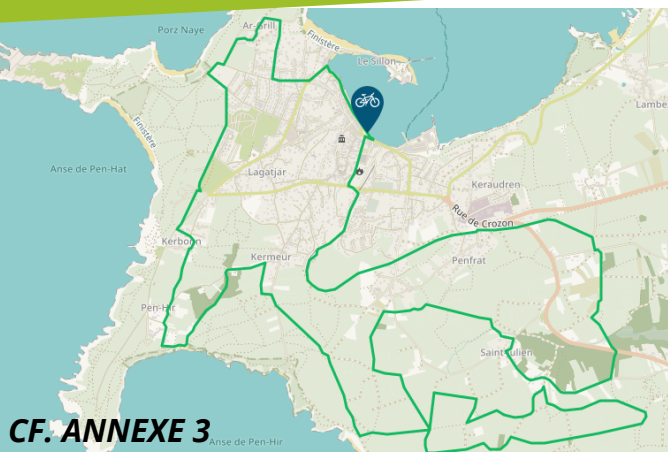 Porz Naye
Ar-Grill
Finistère
Le Sillon
Lambe
Finistère
Anse de Pen-Hat
Lagatjar
Keraudren
Rue de Crozon
Kerbonn
Kermeur
Penfrat
Pen-Hir
Saint-Julien
CF. ANNEXE 3
Anse de Pen-Hir